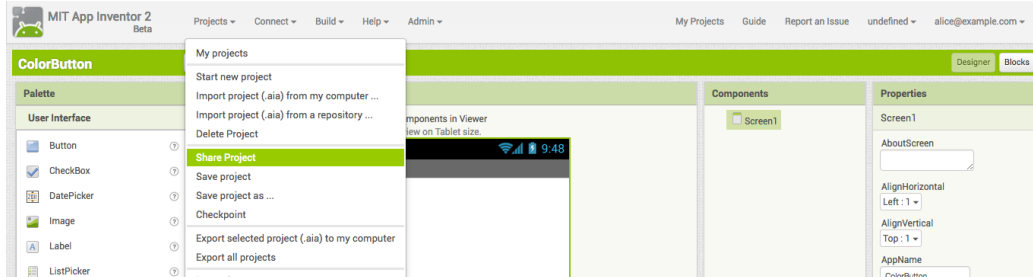 MIT App Inventor 2
Beta
Projects Connect Build Help Admin
My Projects Guide Report an Issue undefined alice@example.com
ColorButton
Designer Blocks
Palette
User Interface
Button
CheckBox
DatePicker
Image
A Label
ListPicker
My projects
Start new project
Import project (.aia) from my computer ...
Import project (.aia) from a repository ...
Delete Project
Share Project
Save project
Save project as ...
Checkpoint
Export selected project (.aia) to my computer
Export all projects
mponents in Viewer
iew on Tablet size.
9:48
Components
Screen1
Properties
Screen1
AboutScreen
AlignHorizontal
Left : 1
AlignVertical
Top : 1
AppName
ColorButton